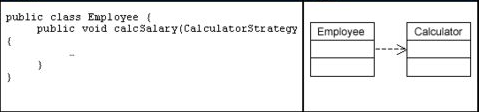 public class Employee {
public void calcSalary(CalculatorStrategy
{
…
}
}
Employee
Calculator